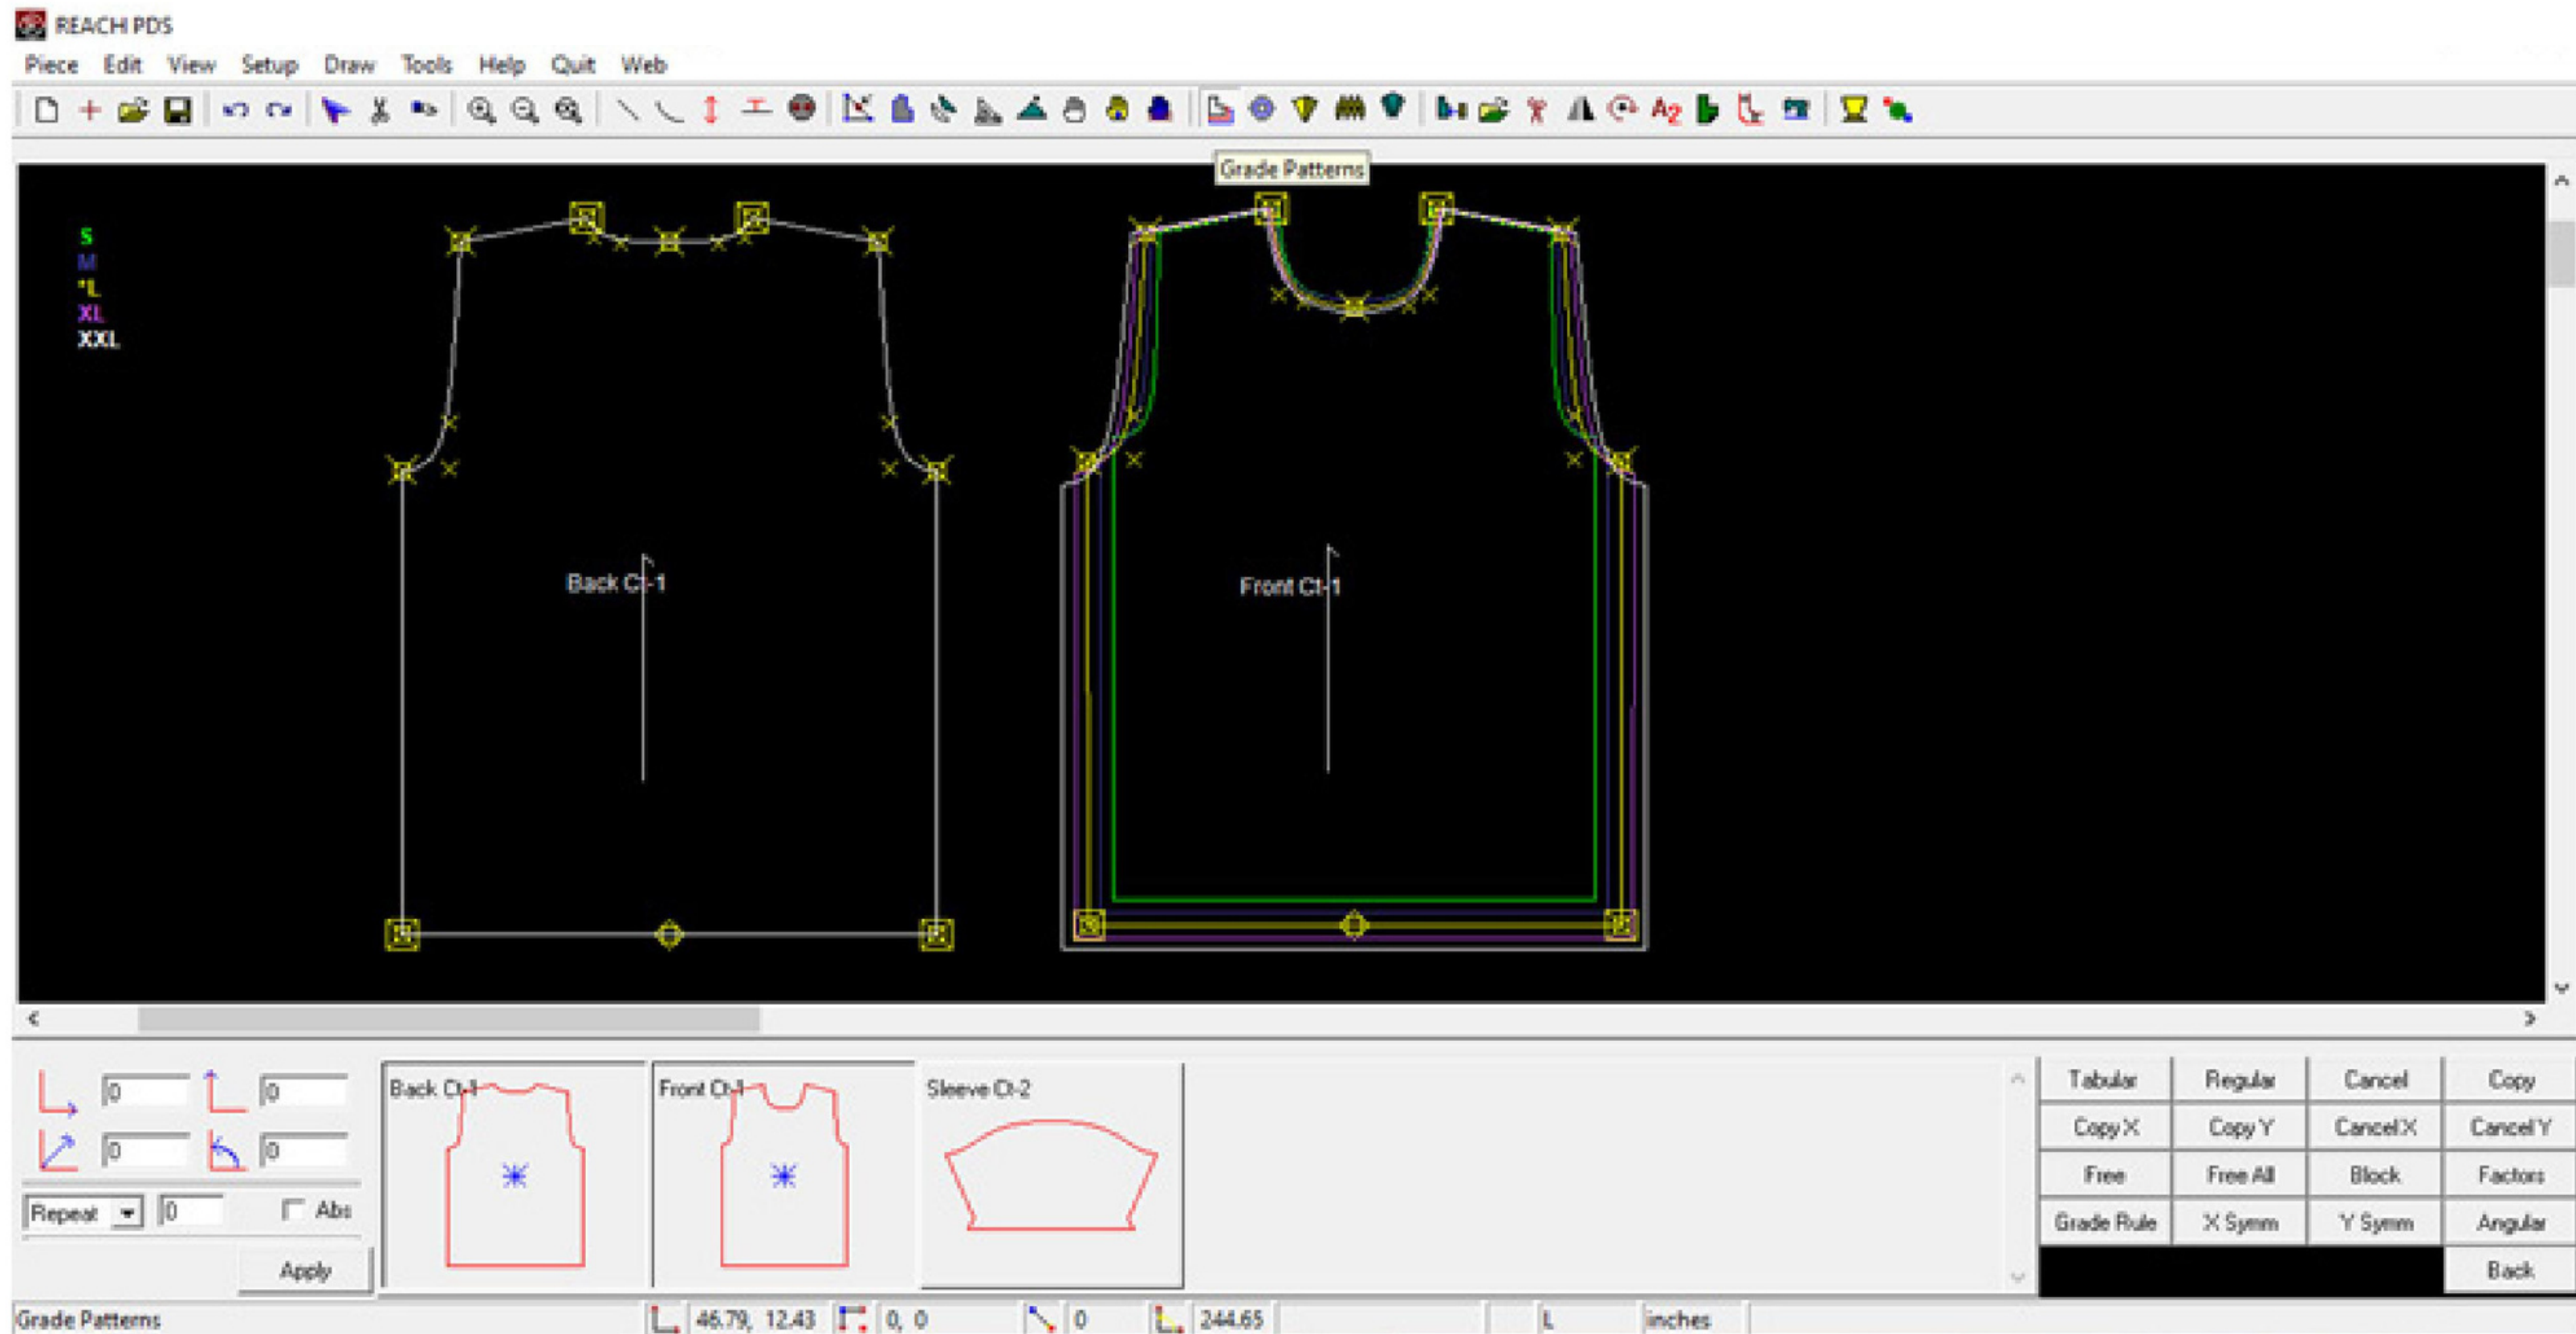 REACH PDS
Piece Edit View Setup Draw Tools Help Quit Web
A2
Grade Patterns
S
M
*L
XL
XXL
Back Ct-1
Front Ct-1
0 0
0 0
Repeat 0 Abs
Apply
Back Ct-1
Front Ct-1
Sleeve Ct-2
Tabular Regular Cancel Copy
Copy X Copy Y Cancel X Cancel Y
Free Free All Block Factors
Grade Rule X Symm Y Symm Angular
Back
Grade Patterns 46.79, 12.43 0, 0 0 244.65 L inches